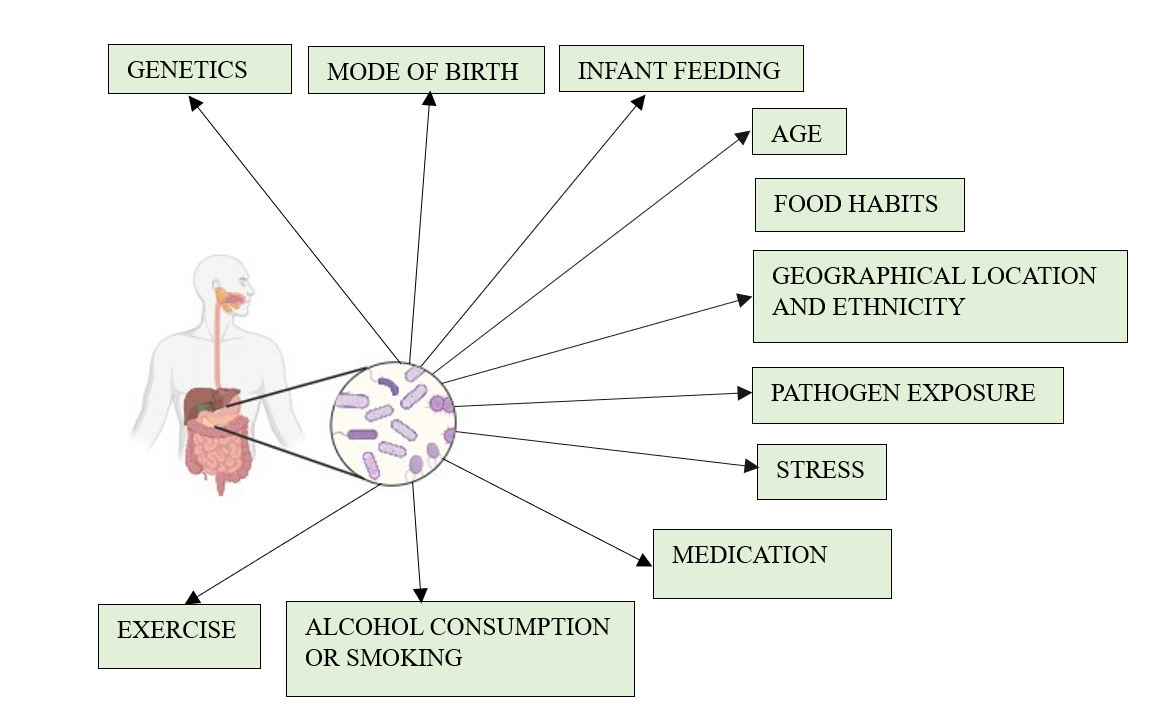 GENETICS
MODE OF BIRTH
INFANT FEEDING
AGE
FOOD HABITS
GEOGRAPHICAL LOCATION
AND ETHNICITY
PATHOGEN EXPOSURE
STRESS
MEDICATION
EXERCISE
ALCOHOL CONSUMPTION
OR SMOKING